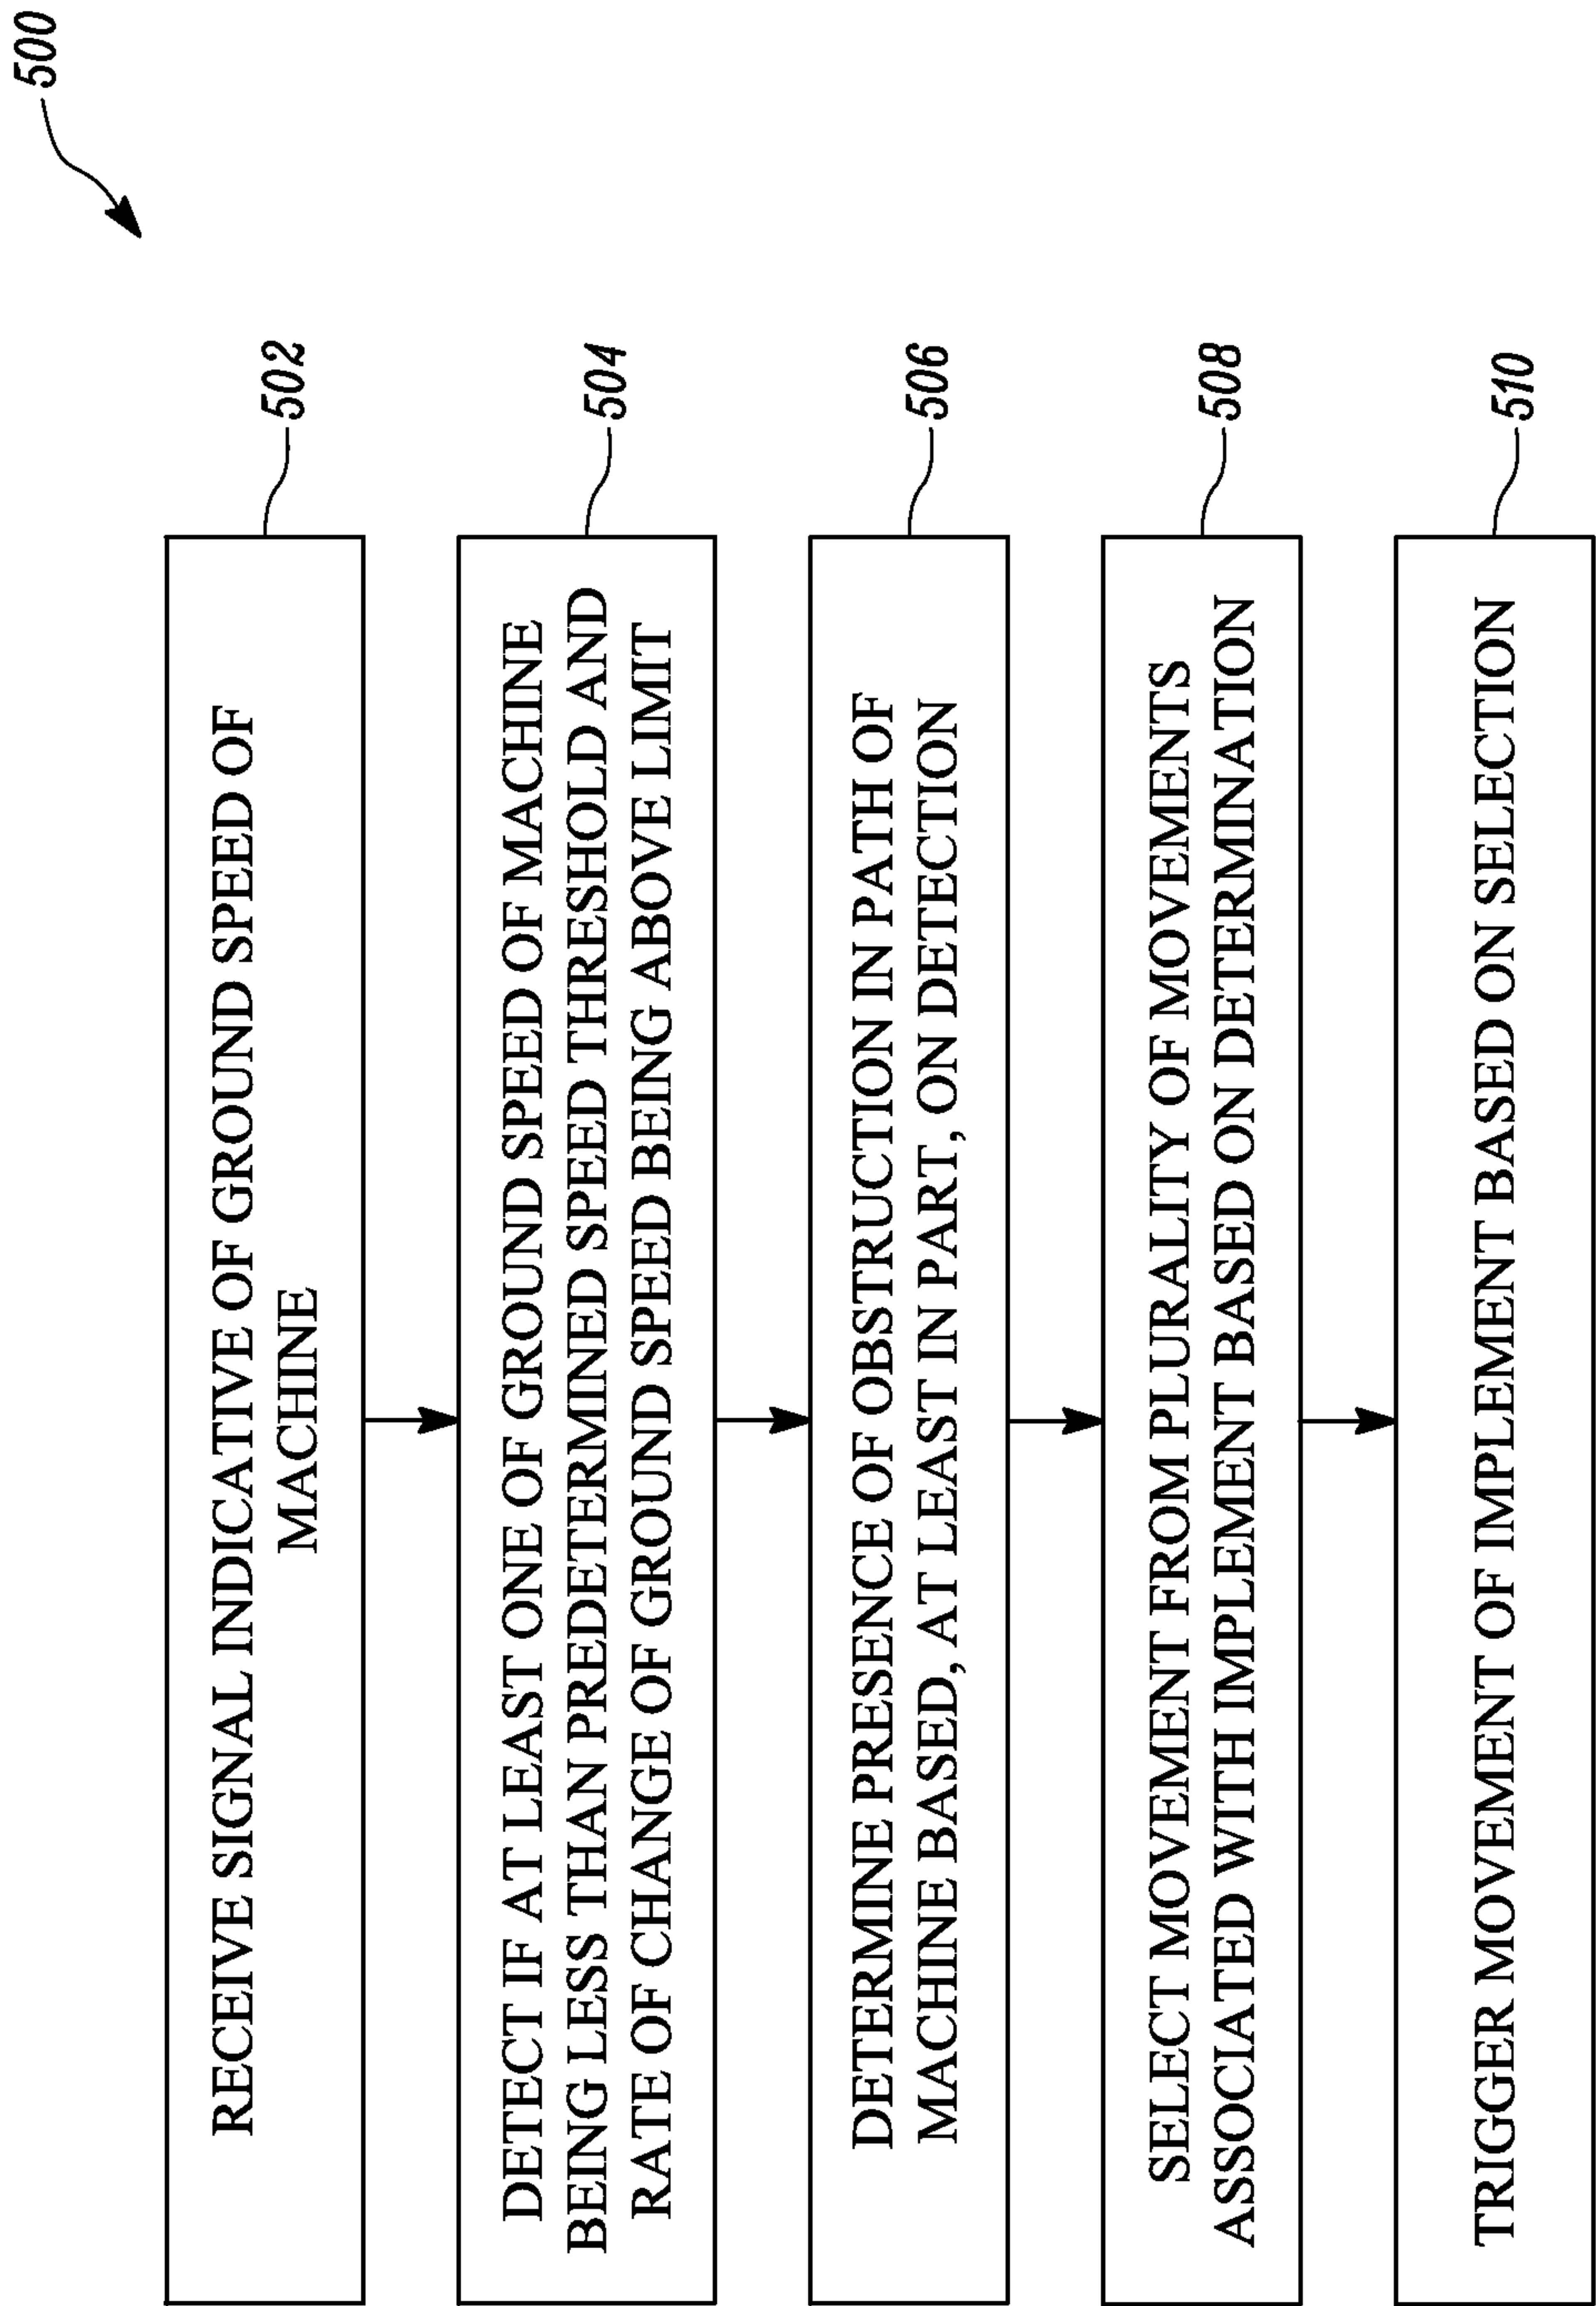 500
RECEIVE SIGNAL INDICATIVE OF GROUND SPEED OF
MACHINE
502
DETECT IF AT LEAST ONE OF GROUND SPEED OF MACHINE
BEING LESS THAN PREDETERMINED SPEED THRESHOLD AND
RATE OF CHANGE OF GROUND SPEED BEING ABOVE LIMIT
504
DETERMINE PRESENCE OF OBSTRUCTION IN PATH OF
MACHINE BASED, AT LEAST IN PART, ON DETECTION
506
SELECT MOVEMENT FROM PLURALITY OF MOVEMENTS
ASSOCIATED WITH IMPLEMENT BASED ON DETERMINATION
508
TRIGGER MOVEMENT OF IMPLEMENT BASED ON SELECTION
510